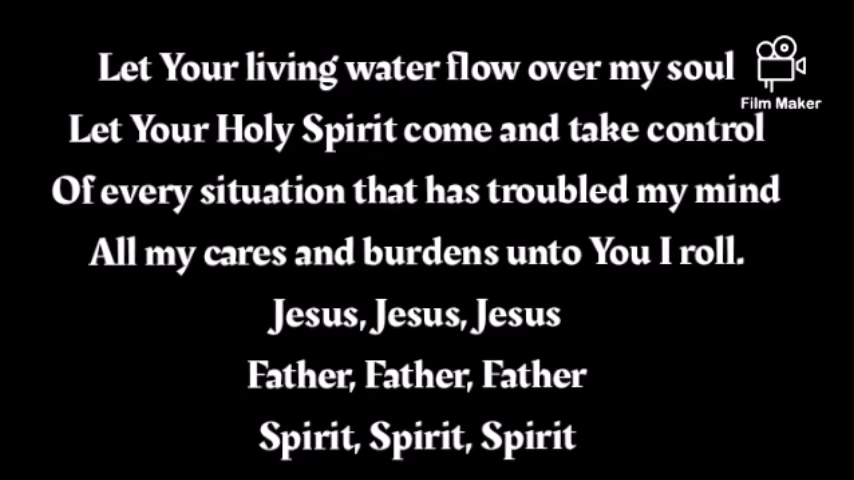 Let Your living water flow over my soul
Film Maker
Let Your Holy Spirit come and take control
Of every situation that has troubled my mind
All my cares and burdens unto You I roll.
Jesus, Jesus, Jesus
Father, Father, Father
Spirit, Spirit, Spirit